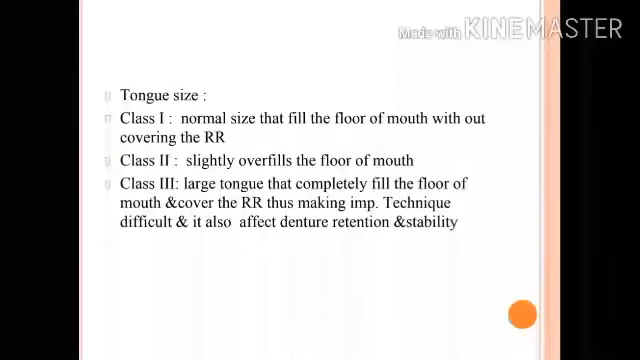 Made with KINEMASTER
Tongue size :
Class I : normal size that fill the floor of mouth with out
covering the RR
Class II : slightly overfills the floor of mouth
Class III: large tongue that completely fill the floor of
mouth &cover the RR thus making imp. Technique
difficult & it also affect denture retention &stability